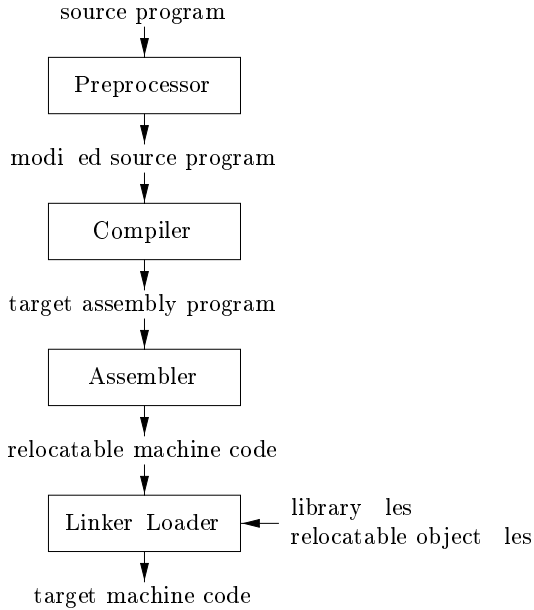 source program
Preprocessor
modi ed source program
Compiler
target assembly program
Assembler
relocatable machine code
Linker Loader
library les
relocatable object les
target machine code